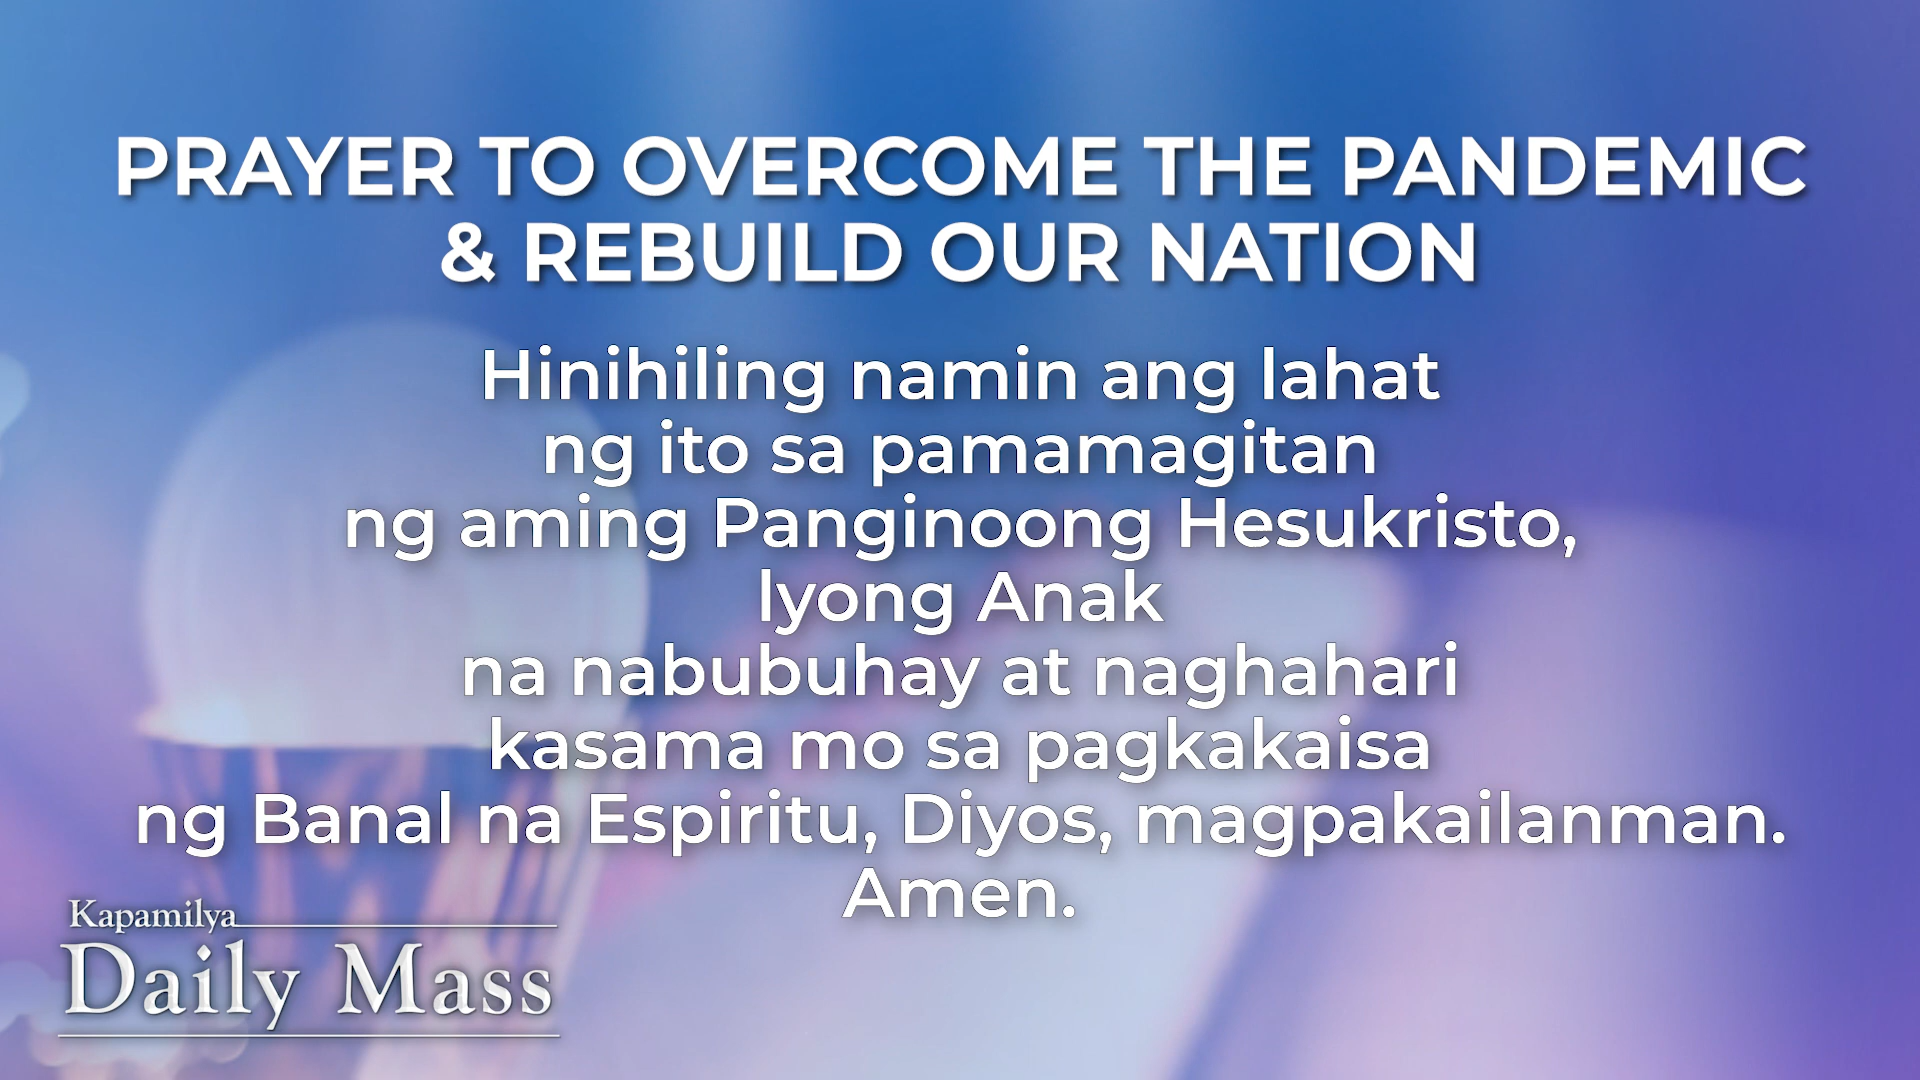 PRAYER TO OVERCOME THE PANDEMIC
& REBUILD OUR NATION
Hinihiling namin ang lahat
ng ito sa pamamagitan
ng aming Panginoong Hesukristo,
Iyong Anak
na nabubuhay at naghahari
kasama mo sa pagkakaisa
ng Banal na Espiritu, Diyos, magpakailanman.
Amen.
Kapamilya
Daily Mass